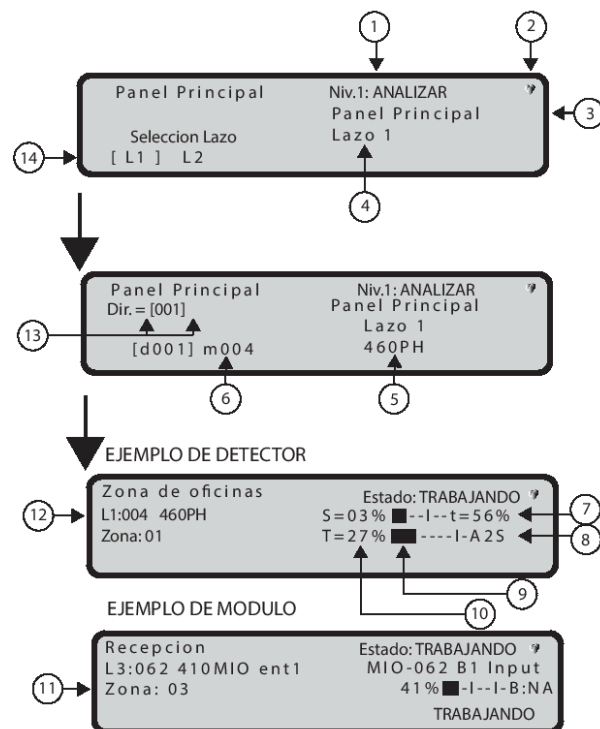 1
2
Panel Principal
Niv.1: ANALIZAR
Panel Principal
3
Seleccion Lazo
Lazo 1
14
[ L1 ] L2
4
Panel Principal
Niv.1: ANALIZAR
Dir. = [001]
Panel Principal
13
Lazo 1
[d001] m004
460PH
6
5
EJEMPLO DE DETECTOR
Zona de oficinas
Estado: TRABAJANDO
12
L1:004 460PH
S=03% --I--t=56%
7
Zona: 01
T=27% ----I-A2S
8
9
10
EJEMPLO DE MODULO
Recepcion
Estado: TRABAJANDO
L3:062 410MIO ent1
MIO-062 B1 Input
11
Zona: 03
41% -I--I-B:NA
TRABAJANDO